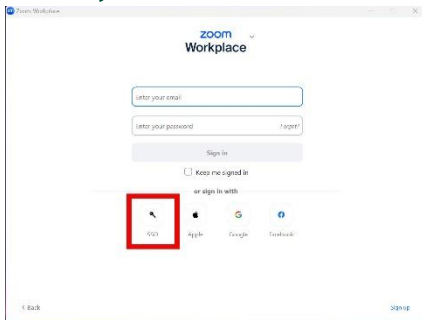 Zoom Workplace
zoom
Workplace
Enter your email
Enter your password Forgot?
Sign in
Keep me signed in
or sign in with
SSO Apple Google Facebook
< Back Sign up